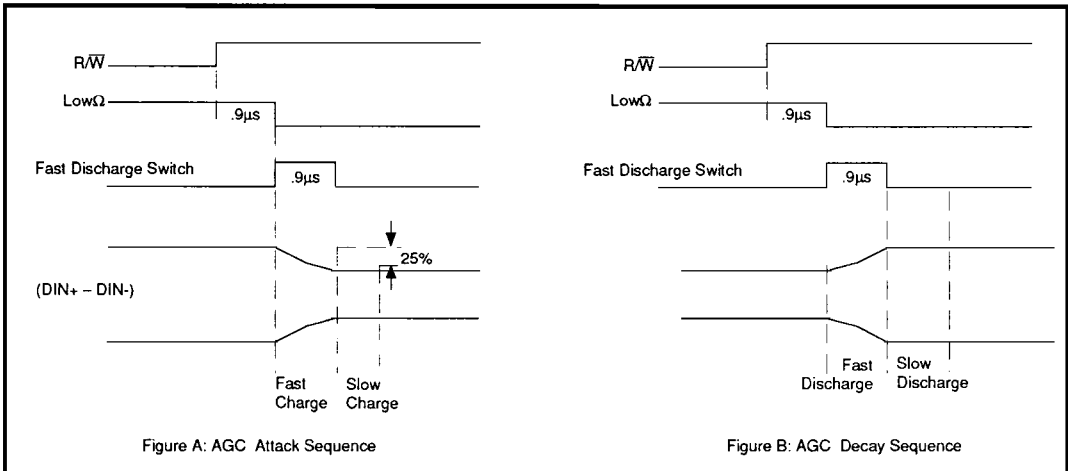 R/W̅
LowΩ
.9µs
Fast Discharge Switch
.9µs
25%
(DIN+ – DIN-)
Fast
Charge
Slow
Charge
Figure A: AGC Attack Sequence
R/W̅
LowΩ
.9µs
Fast Discharge Switch
.9µs
Fast
Discharge
Slow
Discharge
Figure B: AGC Decay Sequence